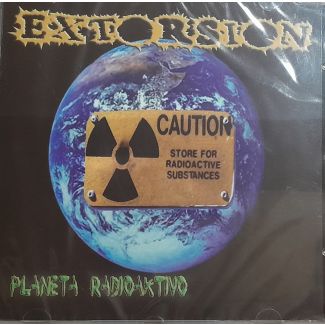 EXTORSION
CAUTION
STORE FOR
RADIOACTIVE
SUBSTANCES
PLANETA RADIOAKTIVO